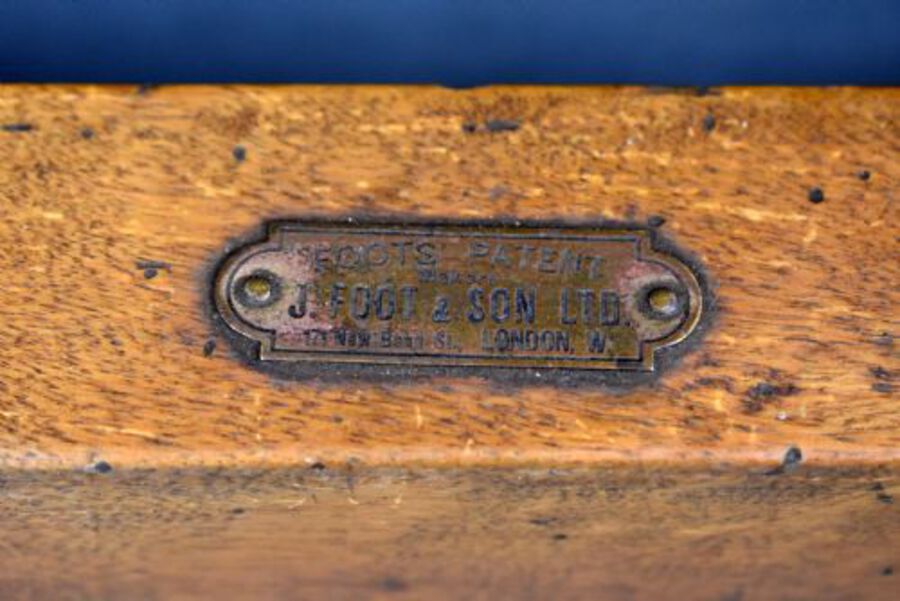 "FOOTS' PATENT
Makers
J. FOOT & SON LTD.
171 New Bond St., LONDON, W.